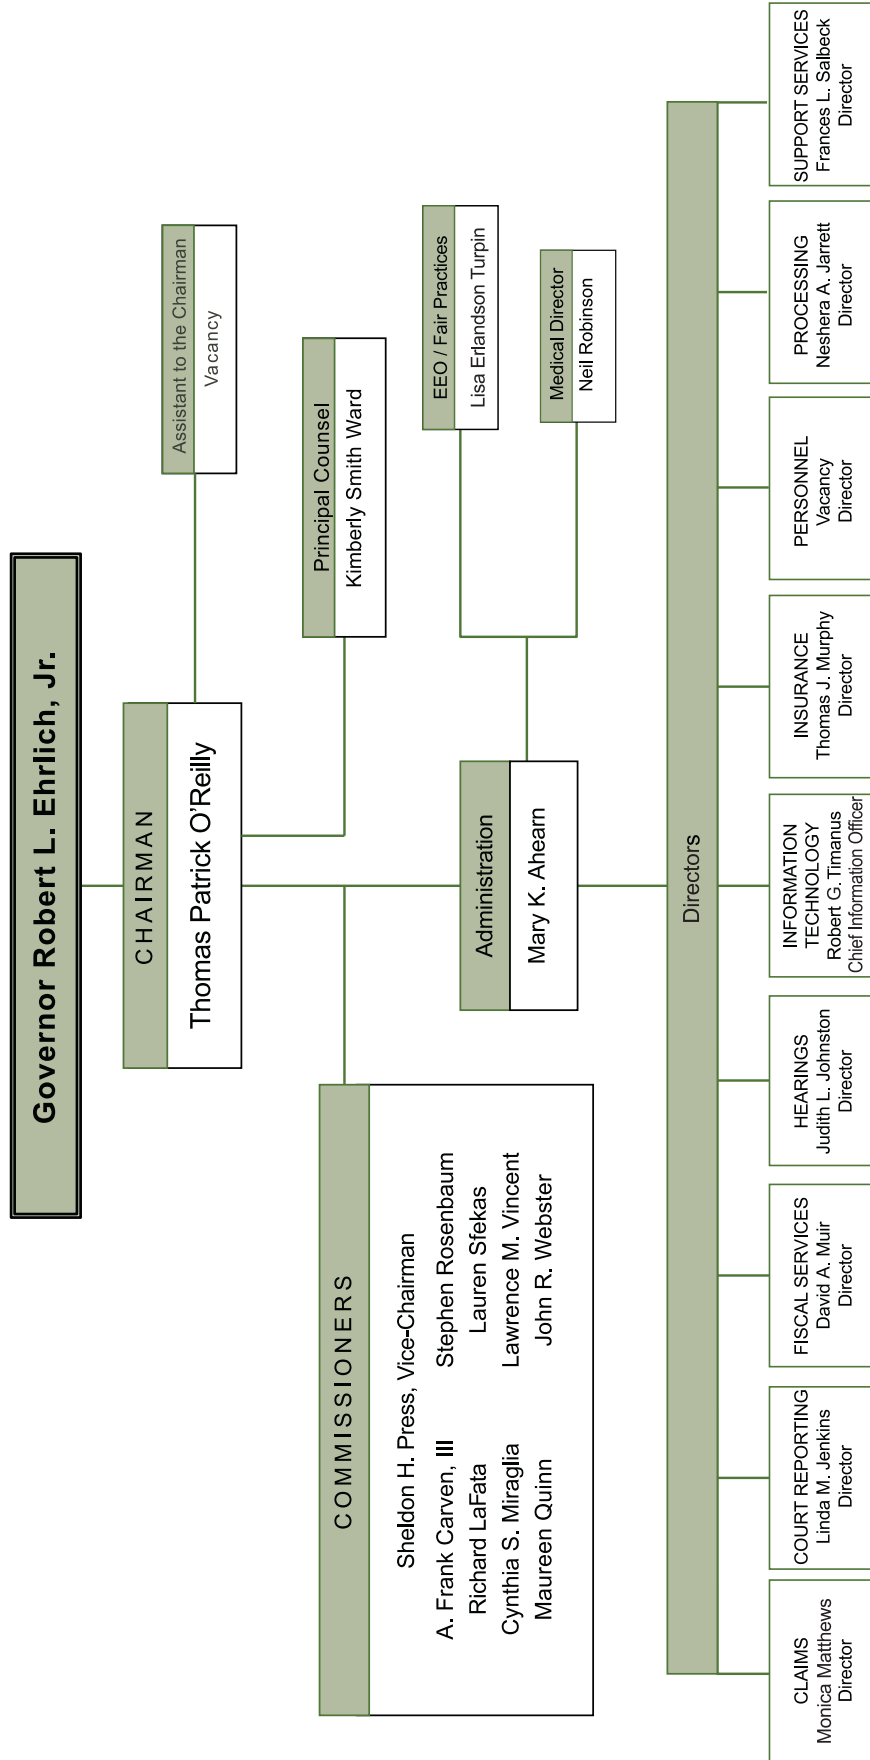 Governor Robert L. Ehrlich, Jr.
CHAIRMAN
Thomas Patrick O'Reilly
Assistant to the Chairman
Vacancy
Principal Counsel
Kimberly Smith Ward
COMMISSIONERS
Sheldon H. Press, Vice-Chairman
A. Frank Carven, III Stephen Rosenbaum
Richard LaFata Lauren Sfekas
Cynthia S. Miraglia Lawrence M. Vincent
Maureen Quinn John R. Webster
Administration
Mary K. Ahearn
EEO / Fair Practices
Lisa Erlandson Turpin
Medical Director
Neil Robinson
Directors
CLAIMS
Monica Matthews
Director
COURT REPORTING
Linda M. Jenkins
Director
FISCAL SERVICES
David A. Muir
Director
HEARINGS
Judith L. Johnston
Director
INFORMATION
TECHNOLOGY
Robert G. Timanus
Chief Information Officer
INSURANCE
Thomas J. Murphy
Director
PERSONNEL
Vacancy
Director
PROCESSING
Neshera A. Jarrett
Director
SUPPORT SERVICES
Frances L. Salbeck
Director